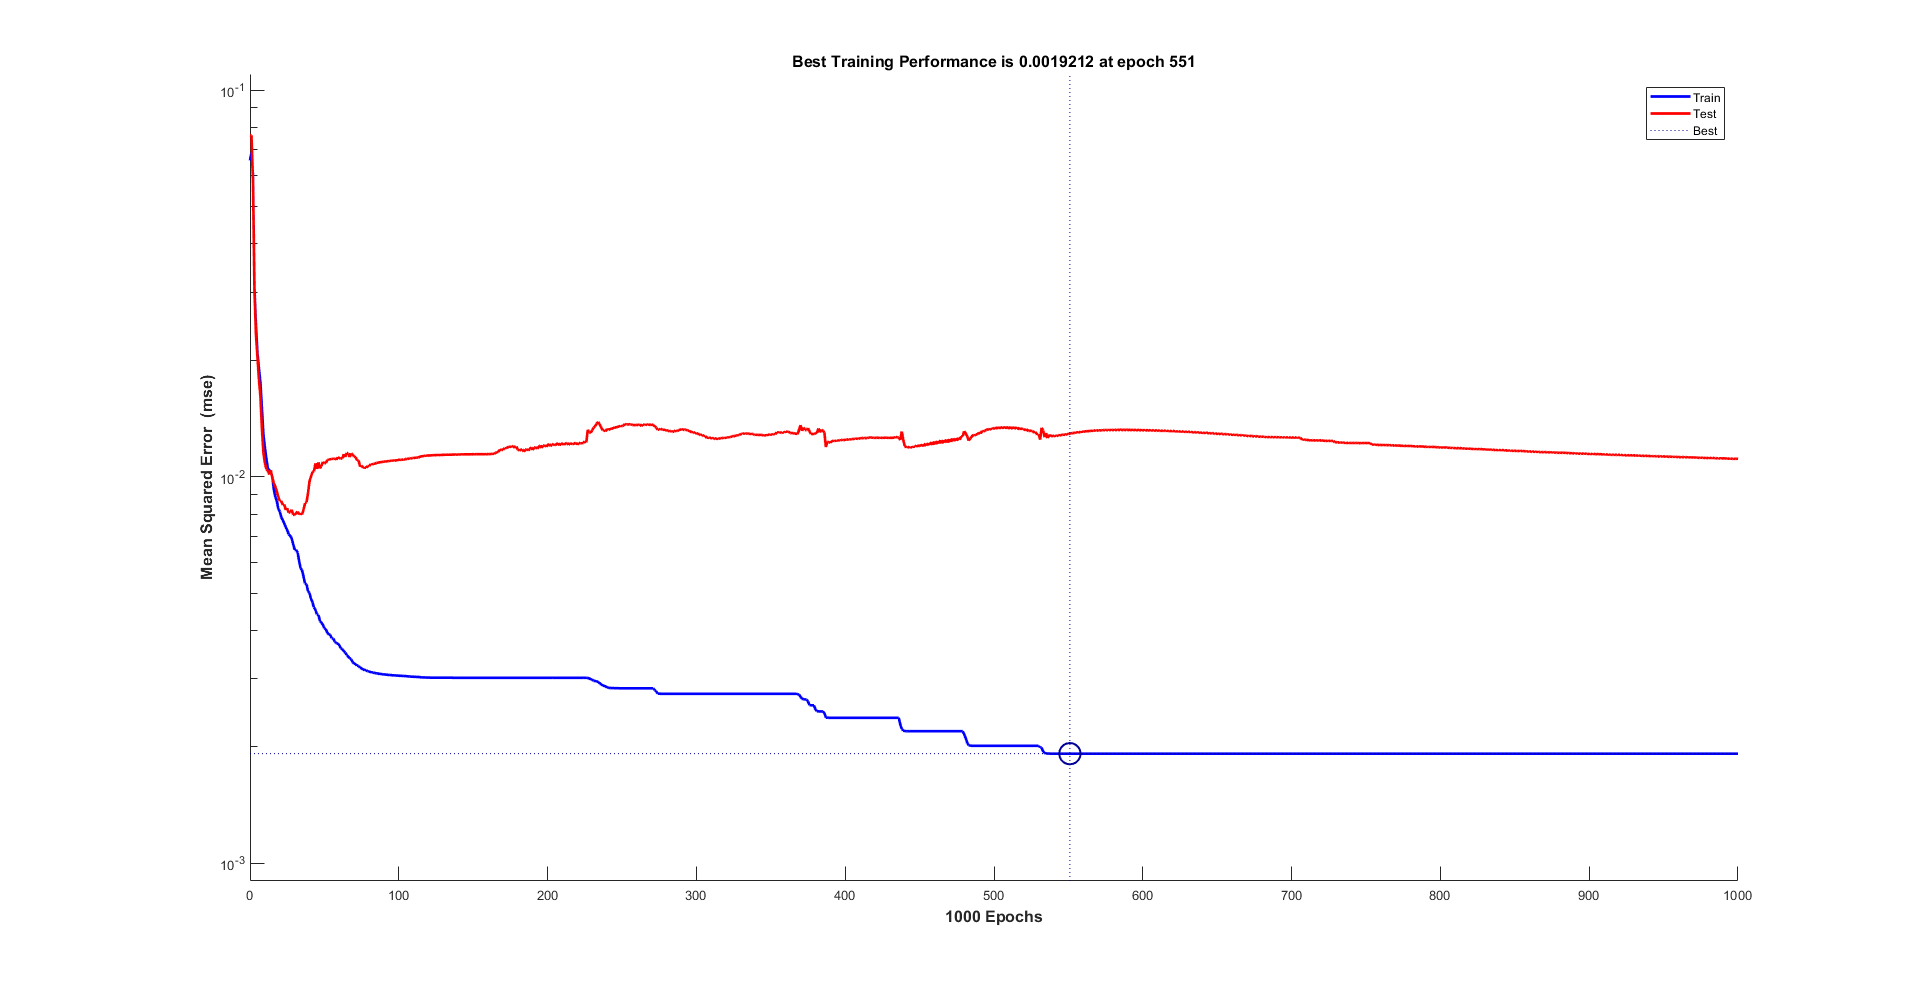 Best Training Performance is 0.0019212 at epoch 551
Train
Test
Best
Mean Squared Error (mse)
10^-1
10^-2
10^-3
0 100 200 300 400 500 600 700 800 900 1000
1000 Epochs